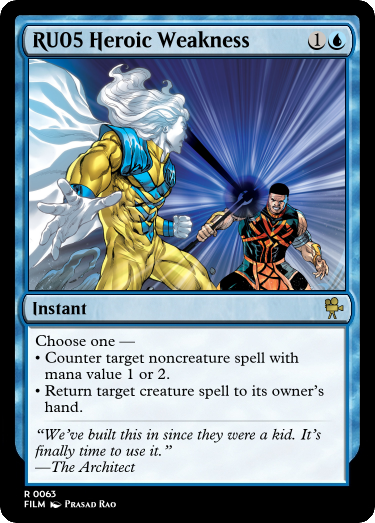 RU05 Heroic Weakness 1
Instant
Choose one —
• Counter target noncreature spell with
mana value 1 or 2.
• Return target creature spell to its owner's
hand.
"We've built this in since they were a kid. It's
finally time to use it."
—The Architect
R 0063
FILM Prasad Rao